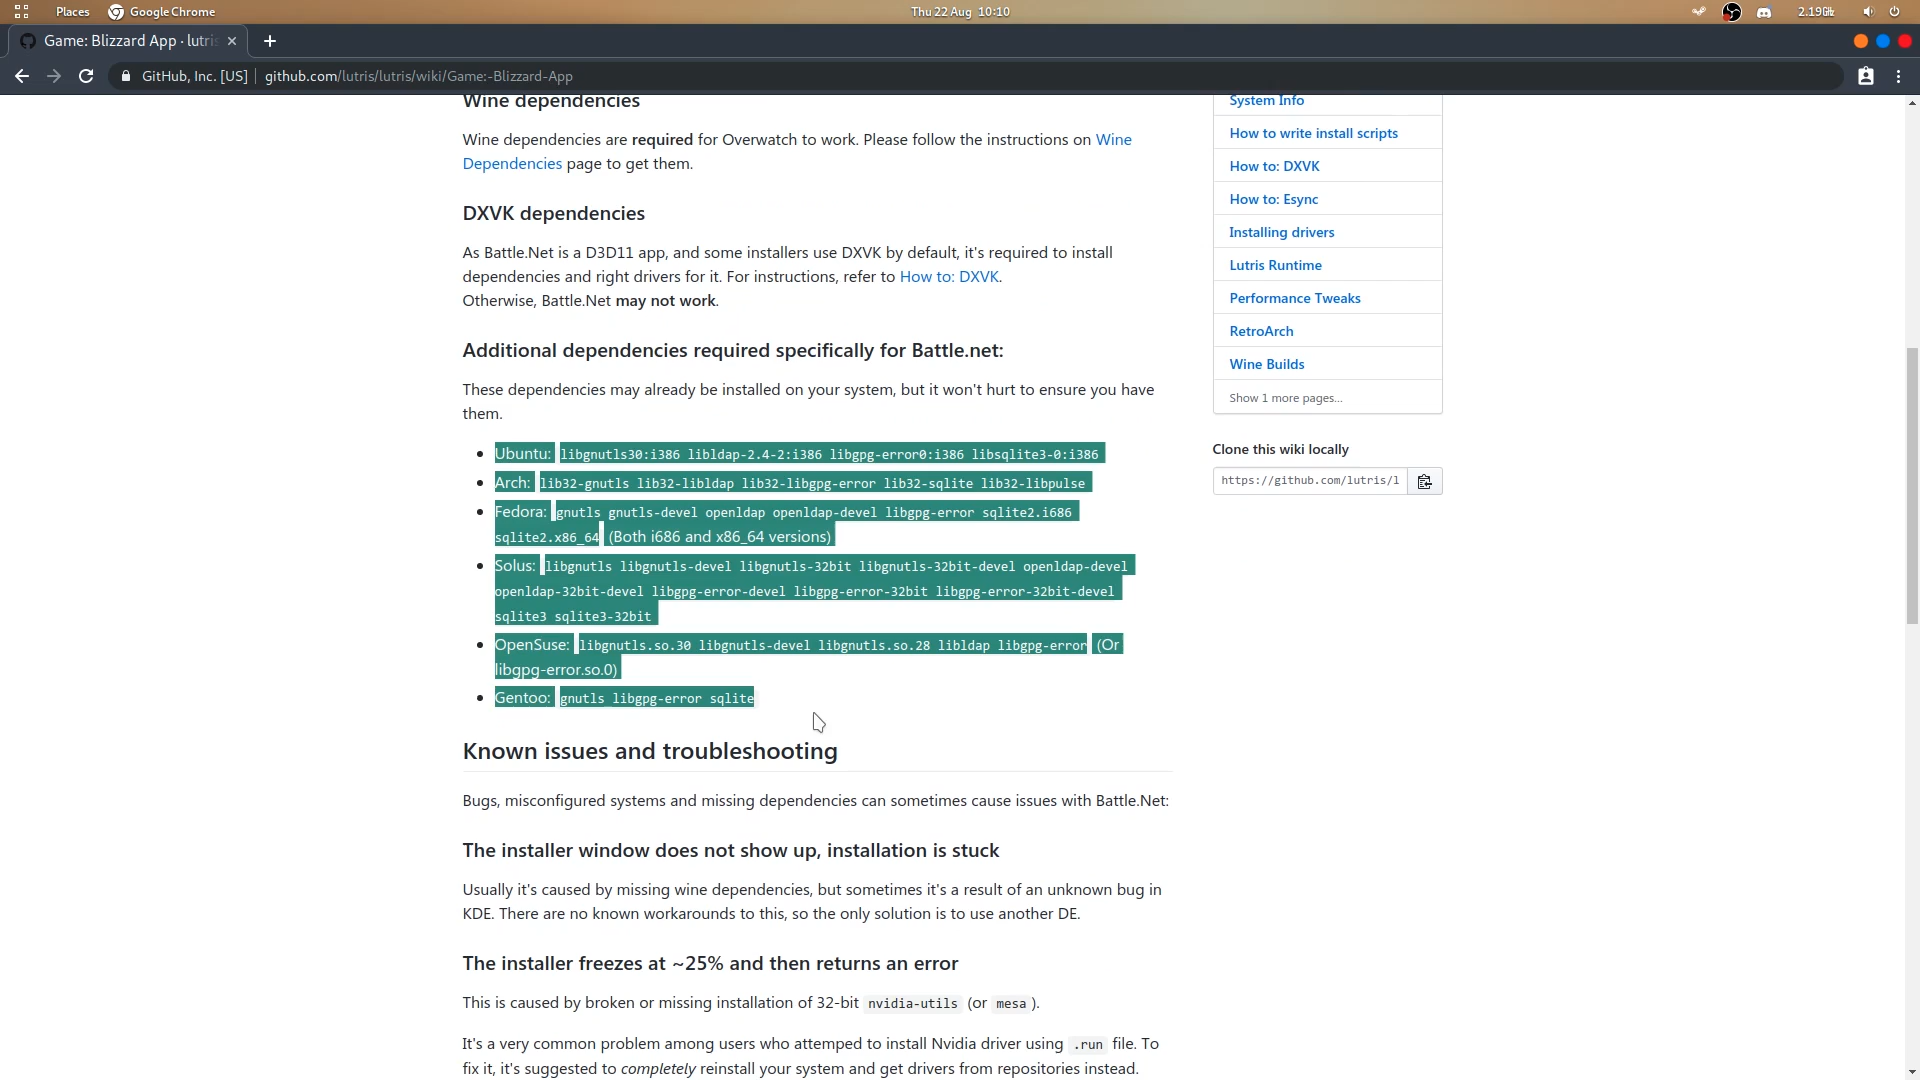 Places
Google Chrome
Thu 22 Aug 10:10
Game: Blizzard App · lutris
GitHub, Inc. [US]
github.com/lutris/lutris/wiki/Game:-Blizzard-App
Wine dependencies
Wine dependencies are required for Overwatch to work. Please follow the instructions on Wine
Dependencies page to get them.
DXVK dependencies
As Battle.Net is a D3D11 app, and some installers use DXVK by default, it's required to install
dependencies and right drivers for it. For instructions, refer to How to: DXVK.
Otherwise, Battle.Net may not work.
Additional dependencies required specifically for Battle.net:
These dependencies may already be installed on your system, but it won't hurt to ensure you have
them.
Ubuntu: libgnutls30:i386 libldap-2.4-2:i386 libgpg-error0:i386 libsqlite3-0:i386
Arch: lib32-gnutls lib32-libldap lib32-libgpg-error lib32-sqlite lib32-libpulse
Fedora: gnutls gnutls-devel openldap openldap-devel libgpg-error sqlite2.i686
sqlite2.x86_64 (Both i686 and x86_64 versions)
Solus: libgnutls libgnutls-devel libgnutls-32bit libgnutls-32bit-devel openldap-devel
openldap-32bit-devel libgpg-error-devel libgpg-error-32bit libgpg-error-32bit-devel
sqlite3 sqlite3-32bit
OpenSuse: libgnutls.so.30 libgnutls-devel libgnutls.so.28 libldap libgpg-error (Or
libgpg-error.so.0)
Gentoo: gnutls libgpg-error sqlite
Known issues and troubleshooting
Bugs, misconfigured systems and missing dependencies can sometimes cause issues with Battle.Net:
The installer window does not show up, installation is stuck
Usually it's caused by missing wine dependencies, but sometimes it's a result of an unknown bug in
KDE. There are no known workarounds to this, so the only solution is to use another DE.
The installer freezes at ~25% and then returns an error
This is caused by broken or missing installation of 32-bit nvidia-utils (or mesa ).
It's a very common problem among users who attemped to install Nvidia driver using .run file. To
fix it, it's suggested to completely reinstall your system and get drivers from repositories instead.
System Info
How to write install scripts
How to: DXVK
How to: Esync
Installing drivers
Lutris Runtime
Performance Tweaks
RetroArch
Wine Builds
Show 1 more pages...
Clone this wiki locally
https://github.com/lutris/l